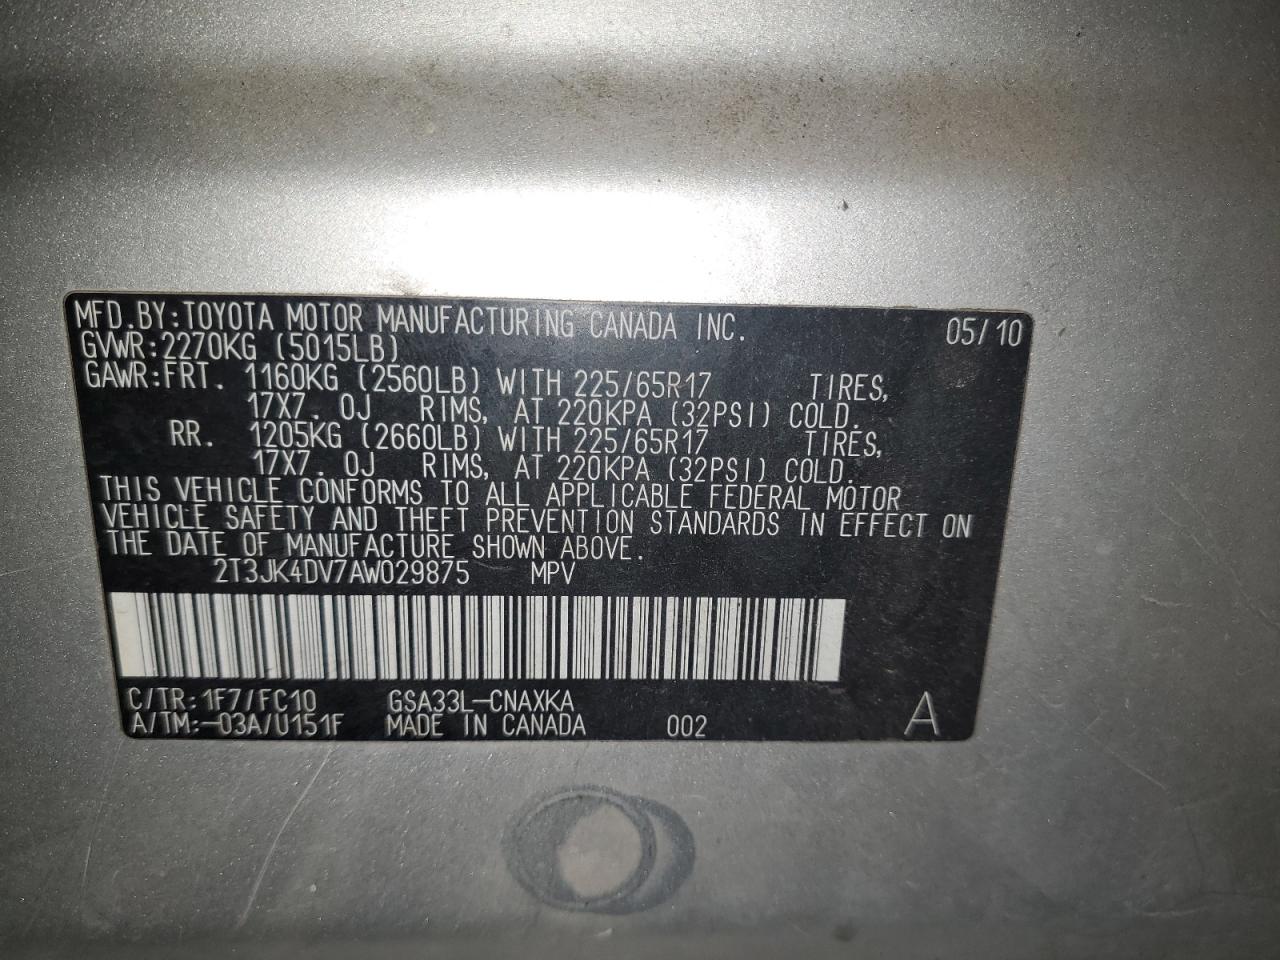 MFD.BY:TOYOTA MOTOR MANUFACTURING CANADA INC. 05/10
GVWR:2270KG (5015LB)
GAWR:FRT. 1160KG (2560LB) WITH 225/65R17 TIRES,
17X7.0J RIMS, AT 220KPA (32PSI) COLD.
RR. 1205KG (2660LB) WITH 225/65R17 TIRES,
17X7.0J RIMS, AT 220KPA (32PSI) COLD.
THIS VEHICLE CONFORMS TO ALL APPLICABLE FEDERAL MOTOR
VEHICLE SAFETY AND THEFT PREVENTION STANDARDS IN EFFECT ON
THE DATE OF MANUFACTURE SHOWN ABOVE.
2T3JK4DV7AW029875 MPV
C/TR:1F7/FC10 GSA33L-CNAXKA
A/TM:-03A/U151F MADE IN CANADA 002 A